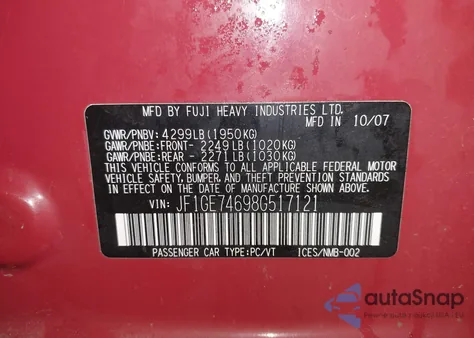 MFD BY FUJI HEAVY INDUSTRIES LTD.
MFD IN 10/07
GVWR/PNBV: 4299LB(1950KG)
GAWR/PNBE:FRONT- 2249LB(1020KG)
GAWR/PNBE:REAR - 2271LB(1030KG)
THIS VEHICLE CONFORMS TO ALL APPLICABLE FEDERAL MOTOR
VEHICLE SAFETY, BUMPER, AND THEFT PREVENTION STANDARDS
IN EFFECT ON THE DATE OF MANUFACTURE SHOWN ABOVE.
VIN: JF1GE74698G517121
PASSENGER CAR TYPE:PC/VT ICES/NMB-002
autoSnap